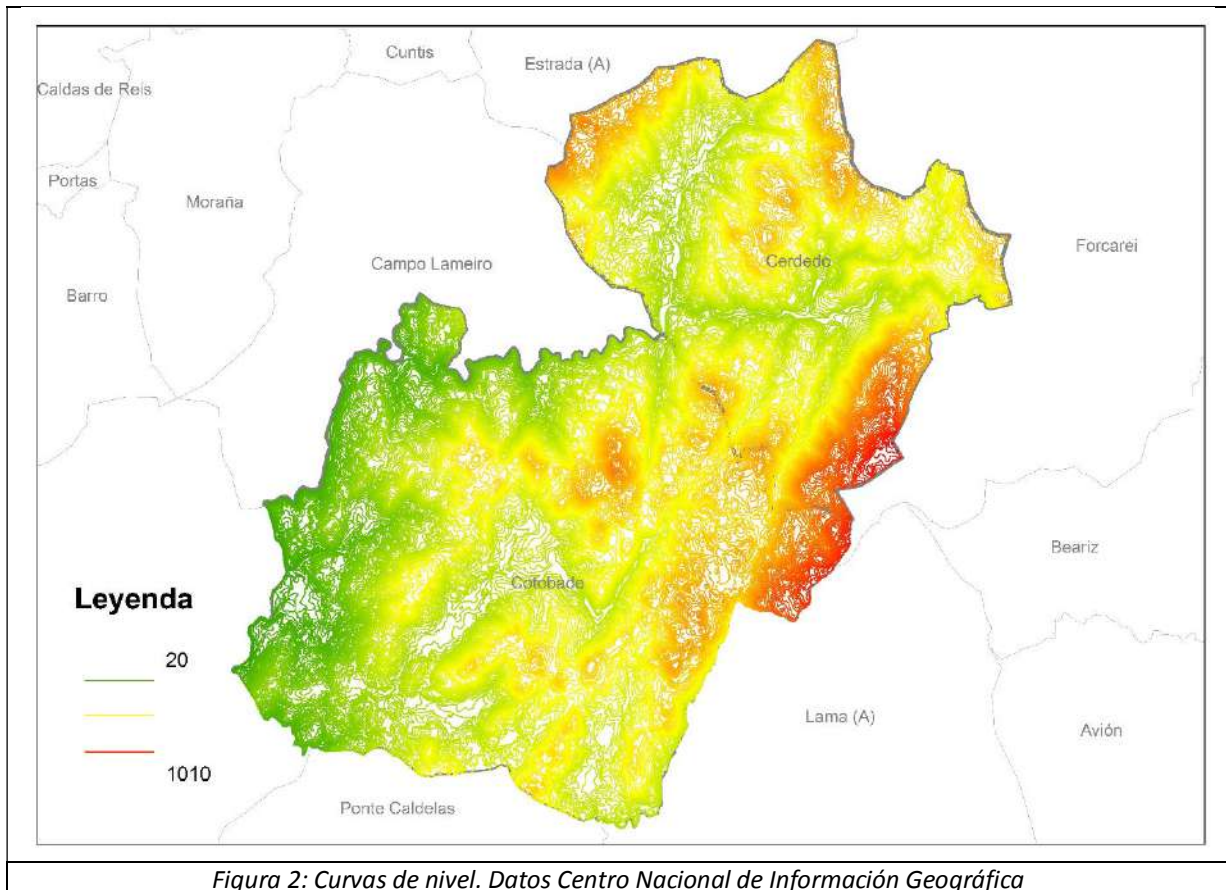 Cuntis
Estrada (A)
Caldas de Reis
Portas
Moraña
Forcarei
Campo Lameiro
Cerdedo
Barro
Beariz
Cotobade
Leyenda
20
1010
Lama (A)
Avión
Ponte Caldelas
Figura 2: Curvas de nivel. Datos Centro Nacional de Información Geográfica